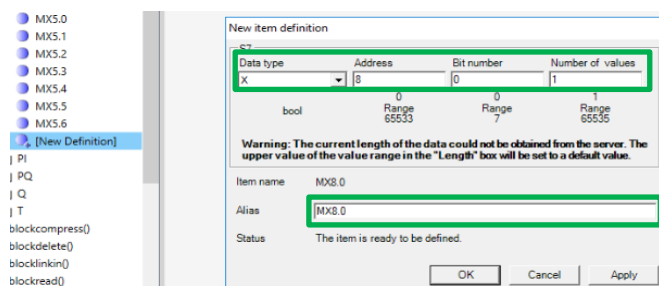 MX5.0
MX5.1
MX5.2
MX5.3
MX5.4
MX5.5
MX5.6
[New Definition]
PI
PQ
Q
T
blockcompress()
blockdelete()
blocklinkin()
blockread()
New item definition
S7
Data type Address Bit number Number of values
X 8 0 1
0 0 1
bool Range Range Range
65533 7 65535
Warning: The current length of the data could not be obtained from the server. The
upper value of the value range in the "Length" box will be set to a default value.
Item name MX8.0
Alias MX8.0
Status The item is ready to be defined.
OK Cancel Apply